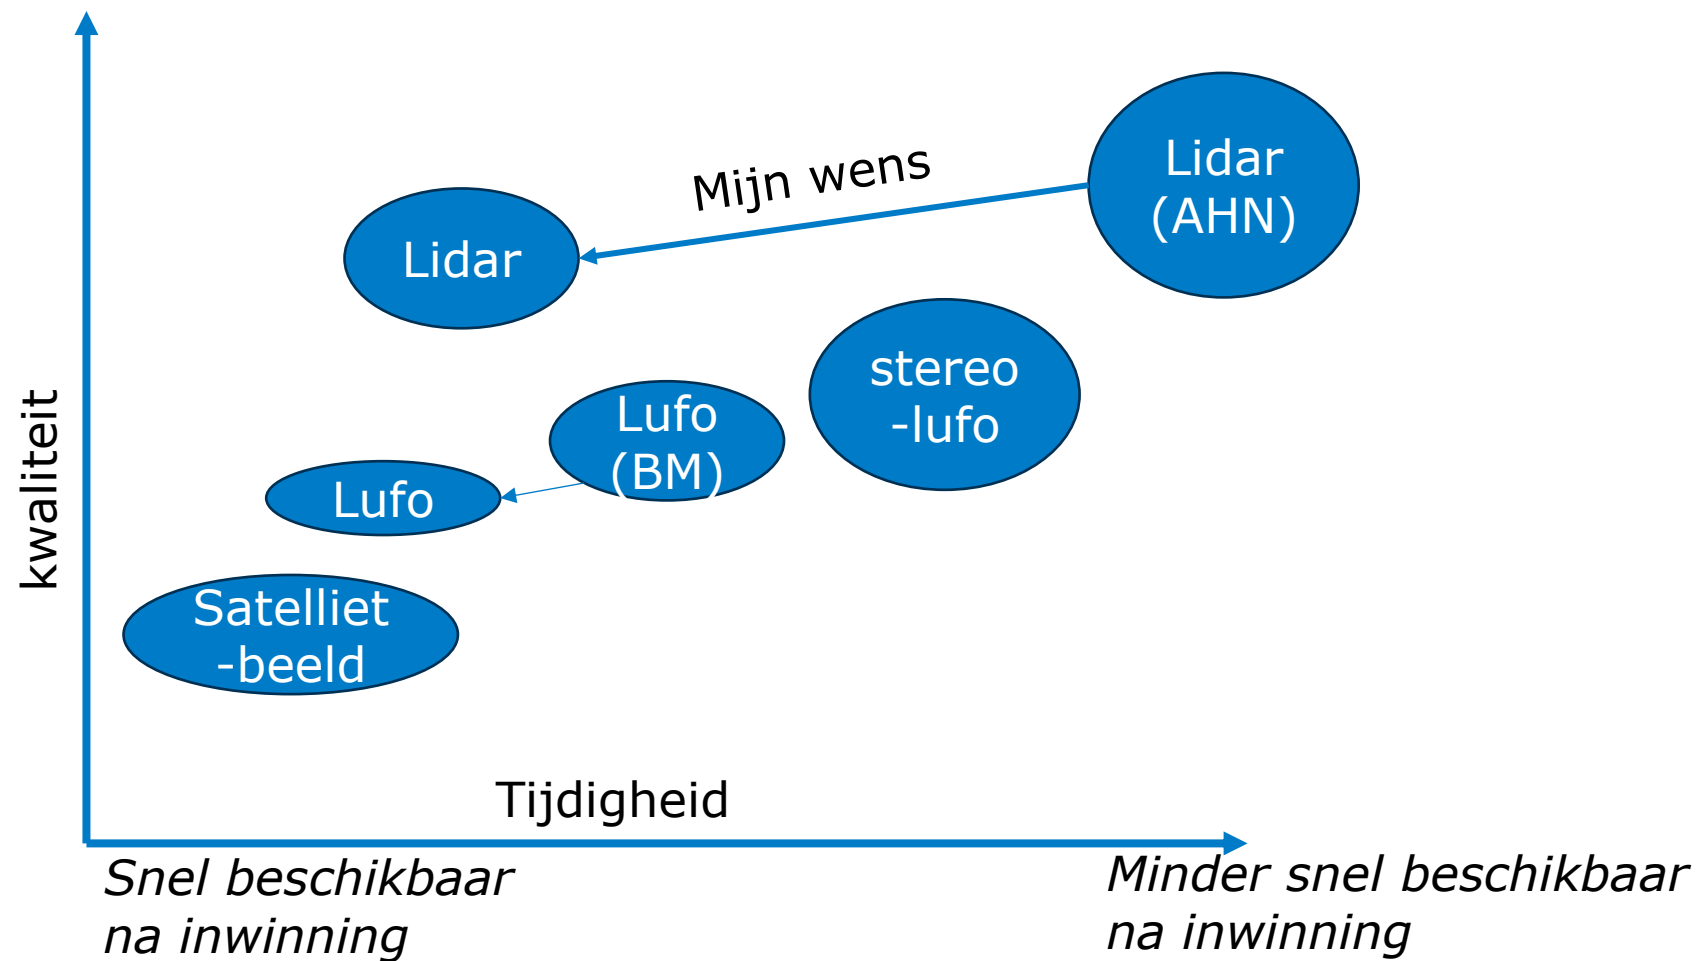 Lidar
(AHN)
Mijn wens
Lidar
stereo
-lufo
Lufo
(BM)
Lufo
Satelliet
-beeld
kwaliteit
Tijdigheid
Snel beschikbaar
na inwinning
Minder snel beschikbaar
na inwinning